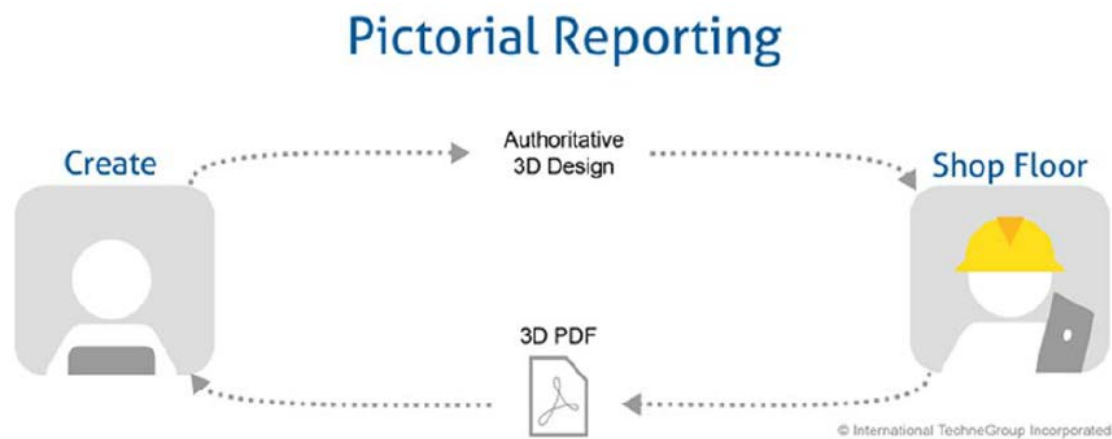 Pictorial Reporting
Create
Authoritative
3D Design
Shop Floor
3D PDF
© International TechneGroup Incorporated